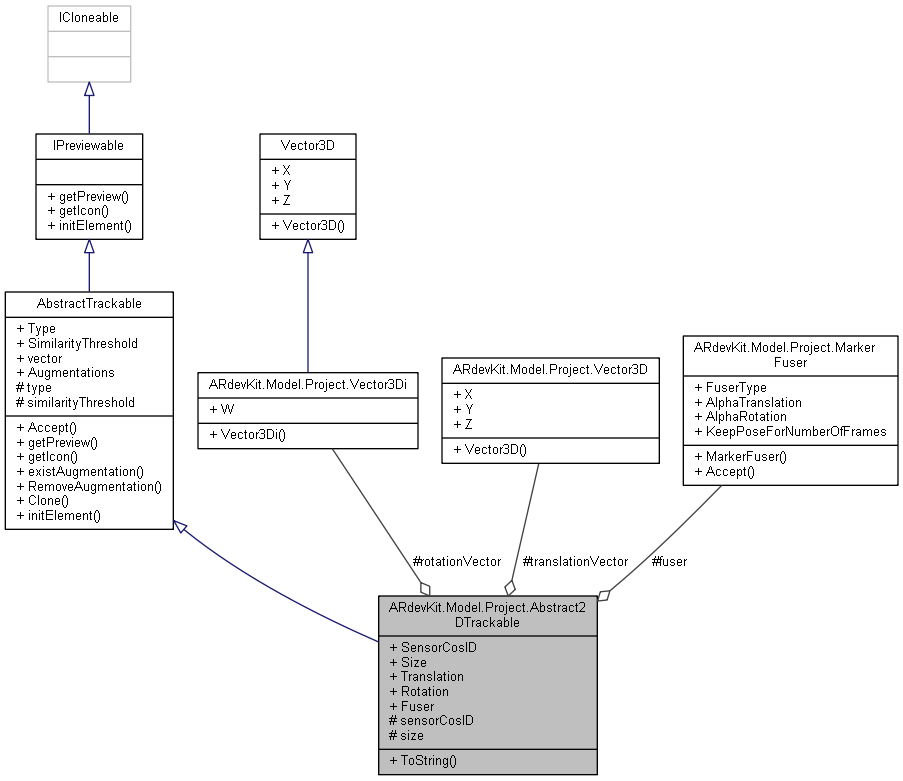 ICloneable
IPreviewable
+ getPreview()
+ getIcon()
+ initElement()
Vector3D
+ X
+ Y
+ Z
+ Vector3D()
AbstractTrackable
+ Type
+ SimilarityThreshold
+ vector
+ Augmentations
# type
# similarityThreshold
+ Accept()
+ getPreview()
+ getIcon()
+ existAugmentation()
+ RemoveAugmentation()
+ Clone()
+ initElement()
ARdevKit.Model.Project.Vector3Di
+ W
+ Vector3Di()
ARdevKit.Model.Project.Vector3D
+ X
+ Y
+ Z
+ Vector3D()
ARdevKit.Model.Project.Marker
Fuser
+ FuserType
+ AlphaTranslation
+ AlphaRotation
+ KeepPoseForNumberOfFrames
+ MarkerFuser()
+ Accept()
#rotationVector
#translationVector
#fuser
ARdevKit.Model.Project.Abstract2
DTrackable
+ SensorCosID
+ Size
+ Translation
+ Rotation
+ Fuser
# sensorCosID
# size
+ ToString()